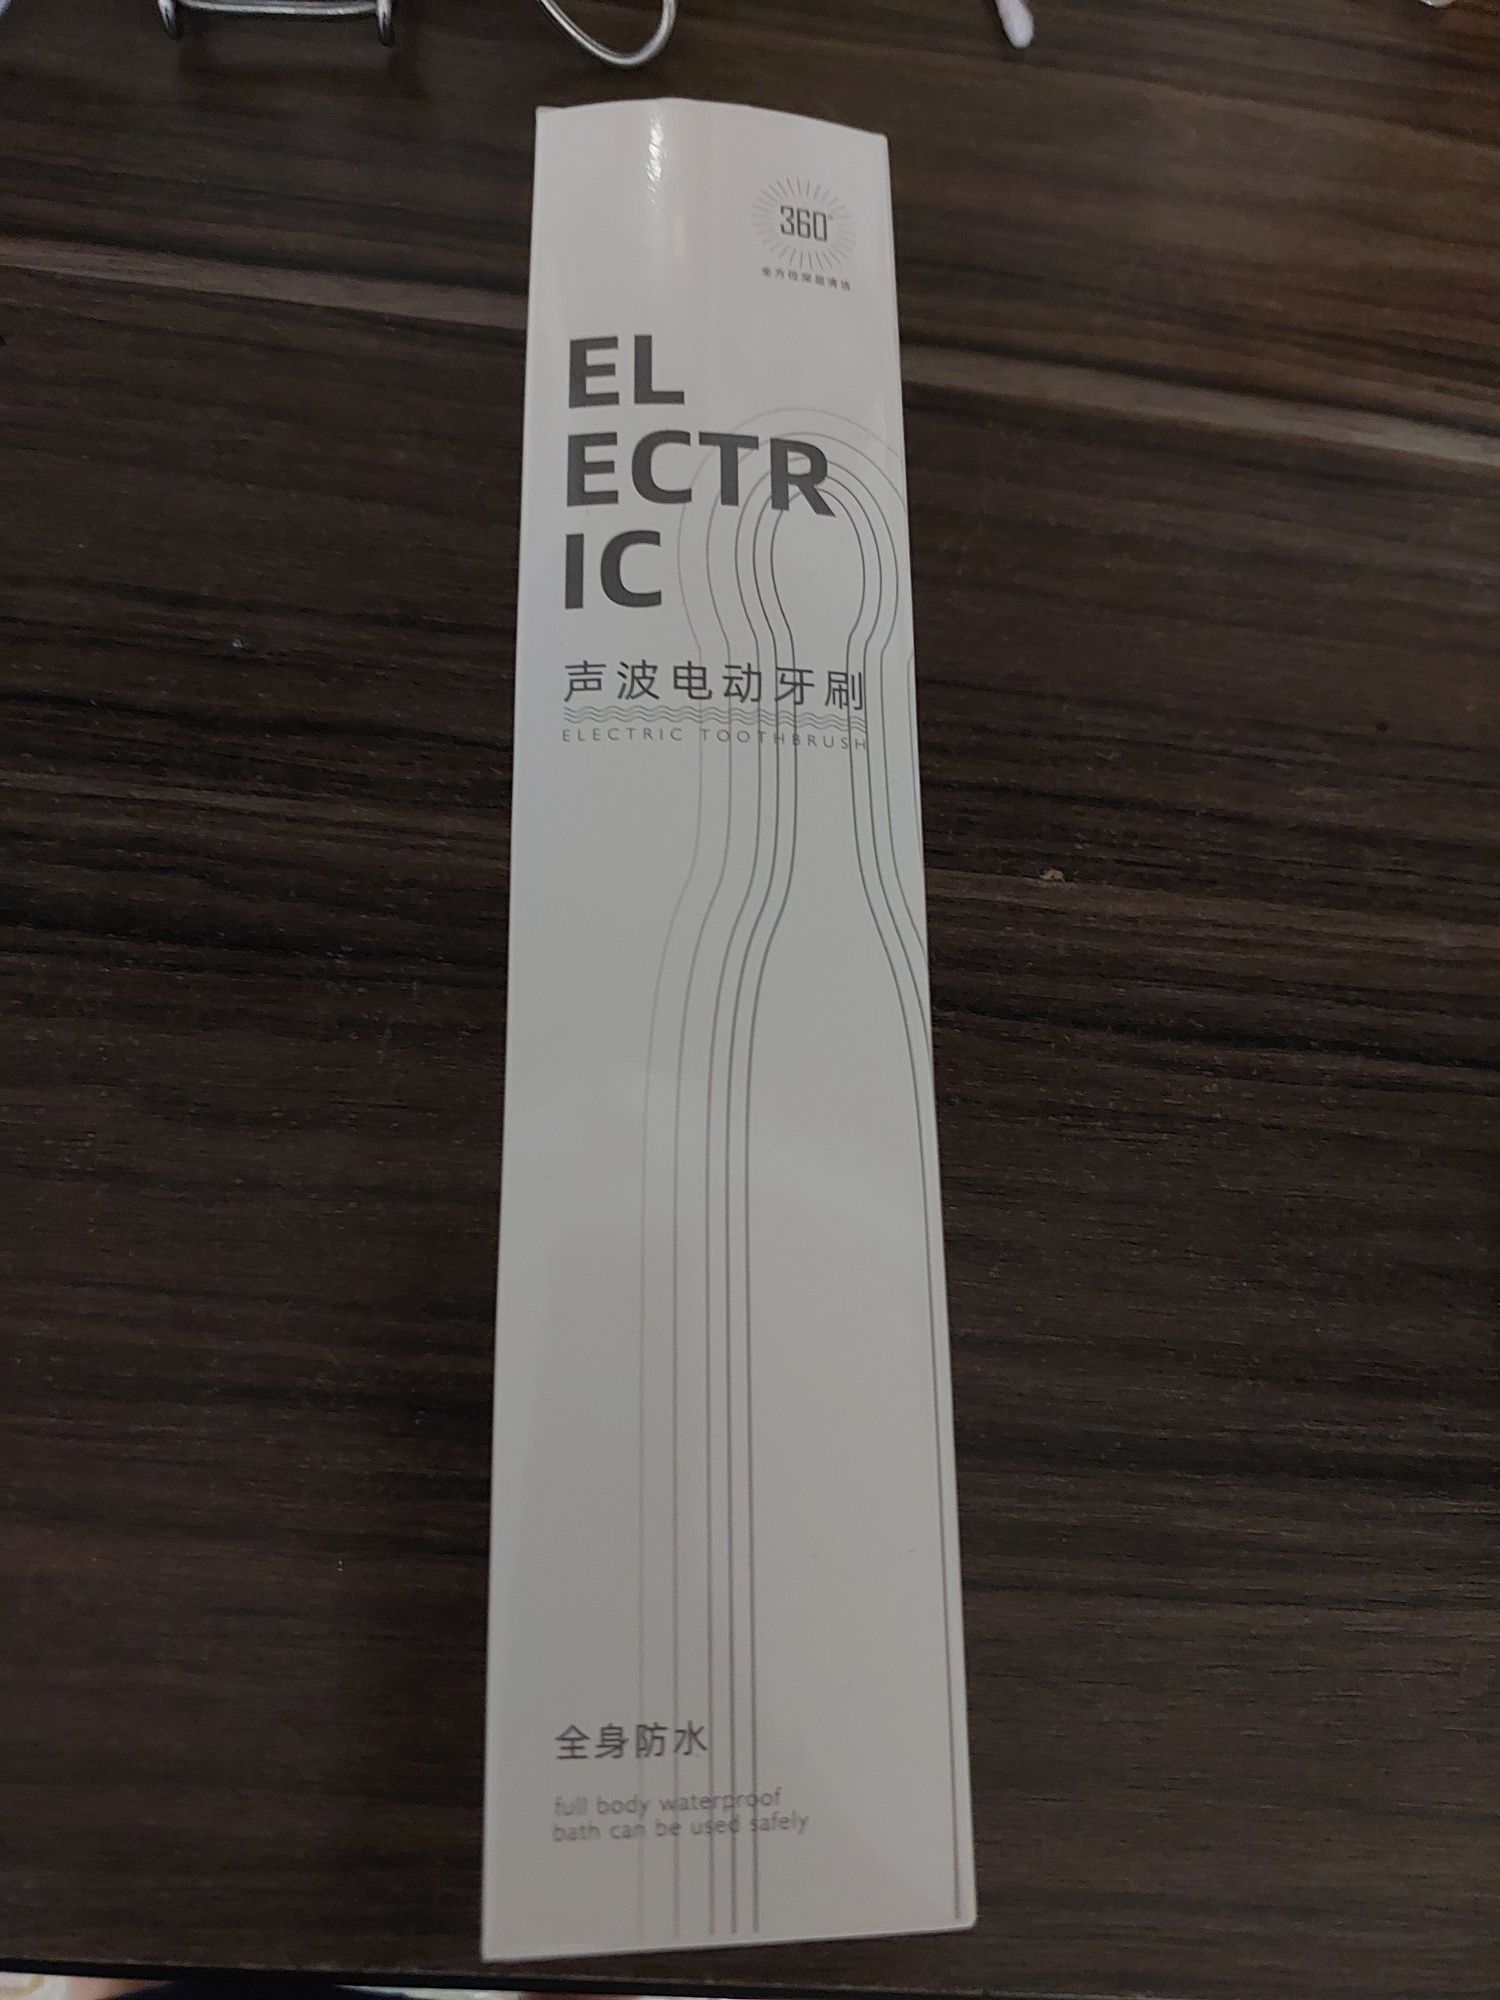 360°
全方位深层清洁
EL
ECTR
IC
声波电动牙刷
ELECTRIC TOOTHBRUSH
全身防水
full body waterproof
bath can be used safely